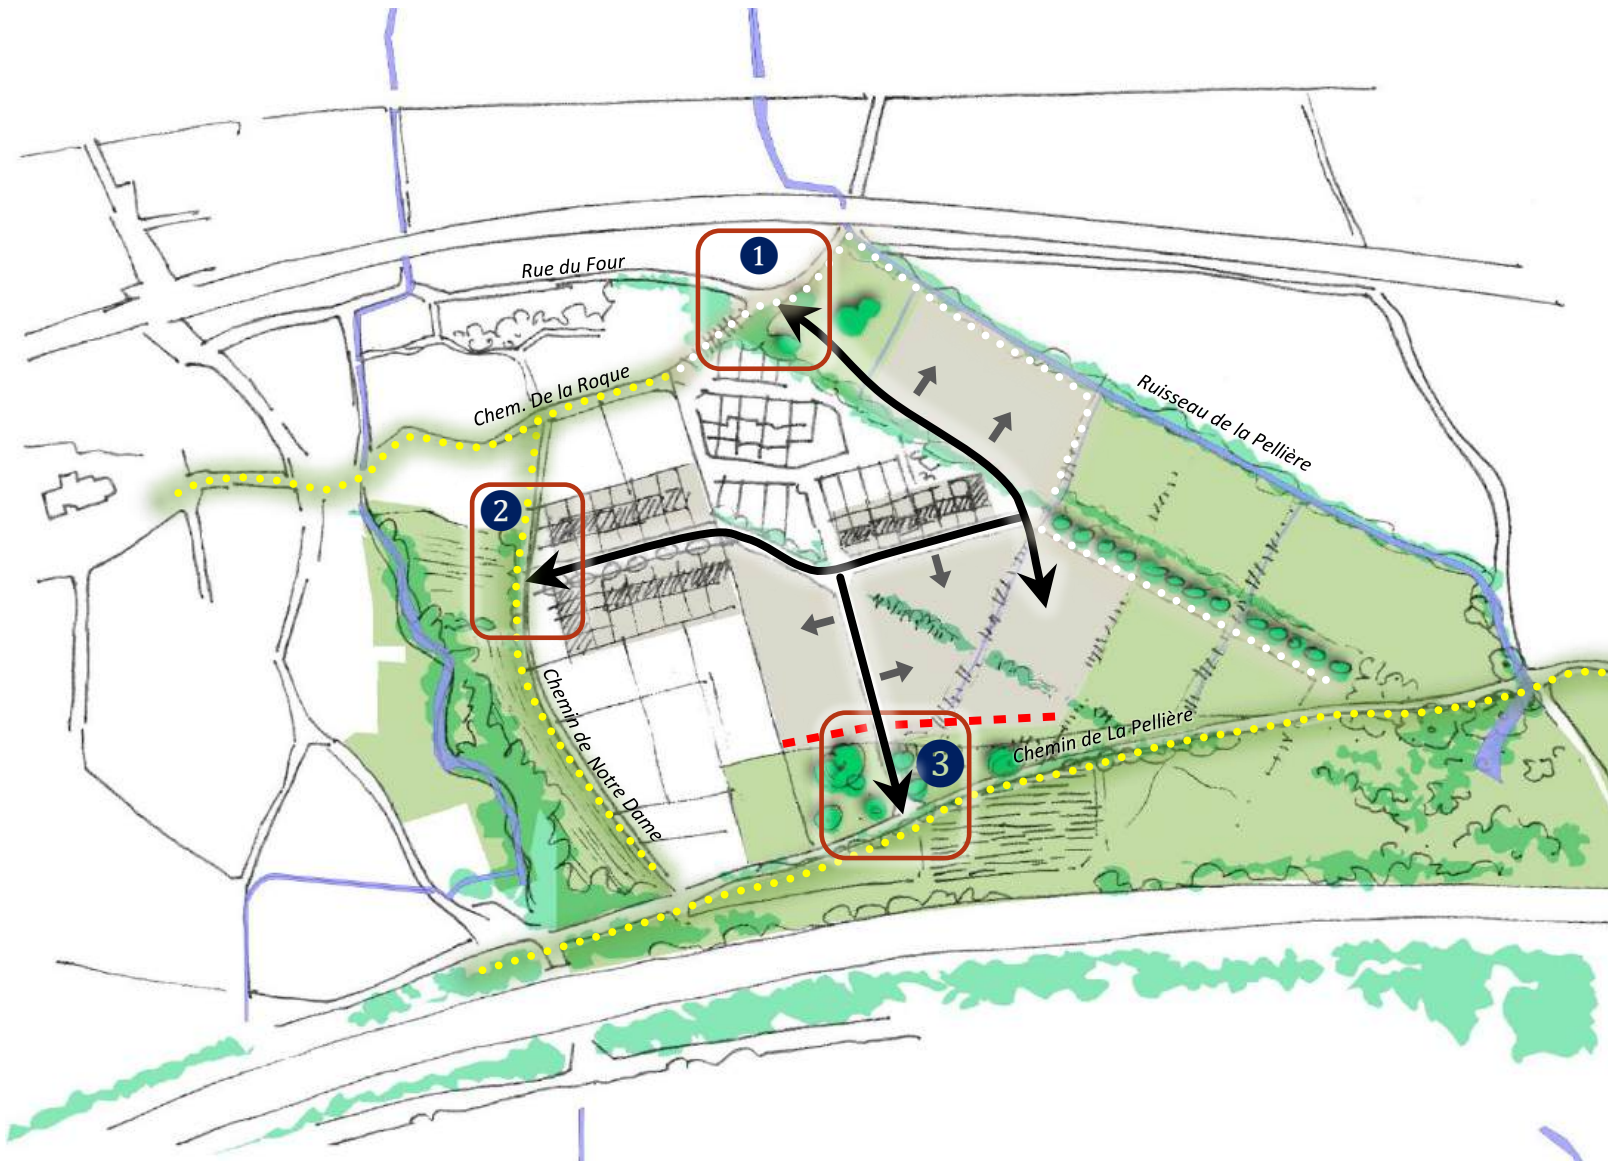 1
Rue du Four
Ruisseau de la Pellière
Chem. De la Roque
2
Chemin de Notre Dame
3
Chemin de La Pellière